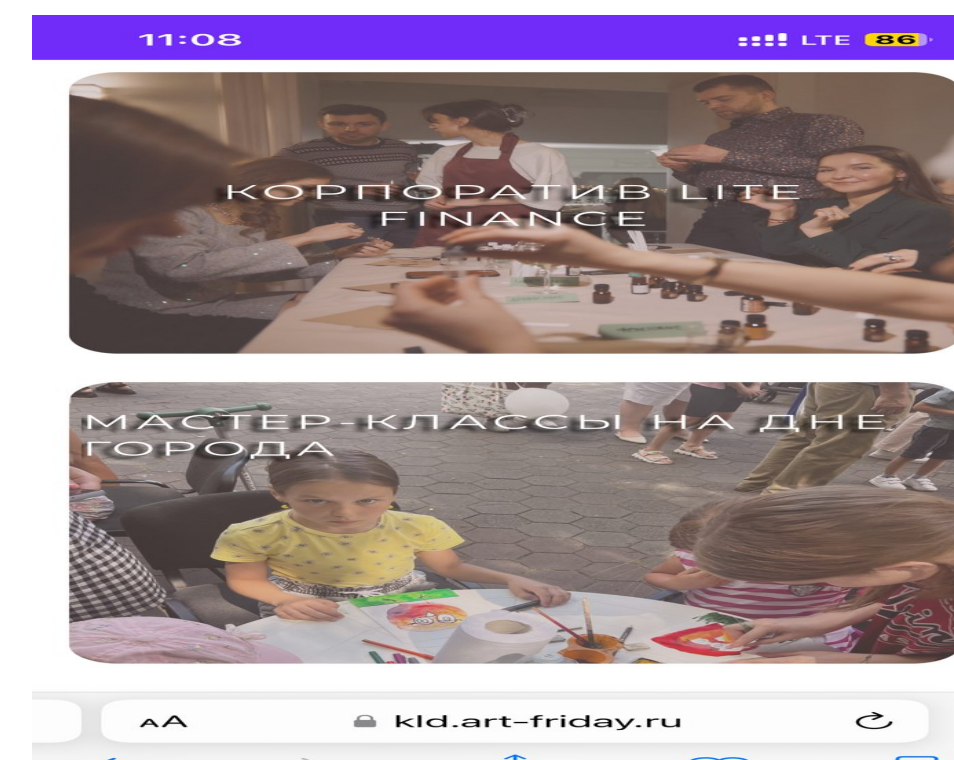 11:08
LTE 86
КОРПОРАТИВ LITE
FINANCE
МАСТЕР-КЛАССЫ НА ДНЕ
ГОРОДА
AA
kld.art-friday.ru